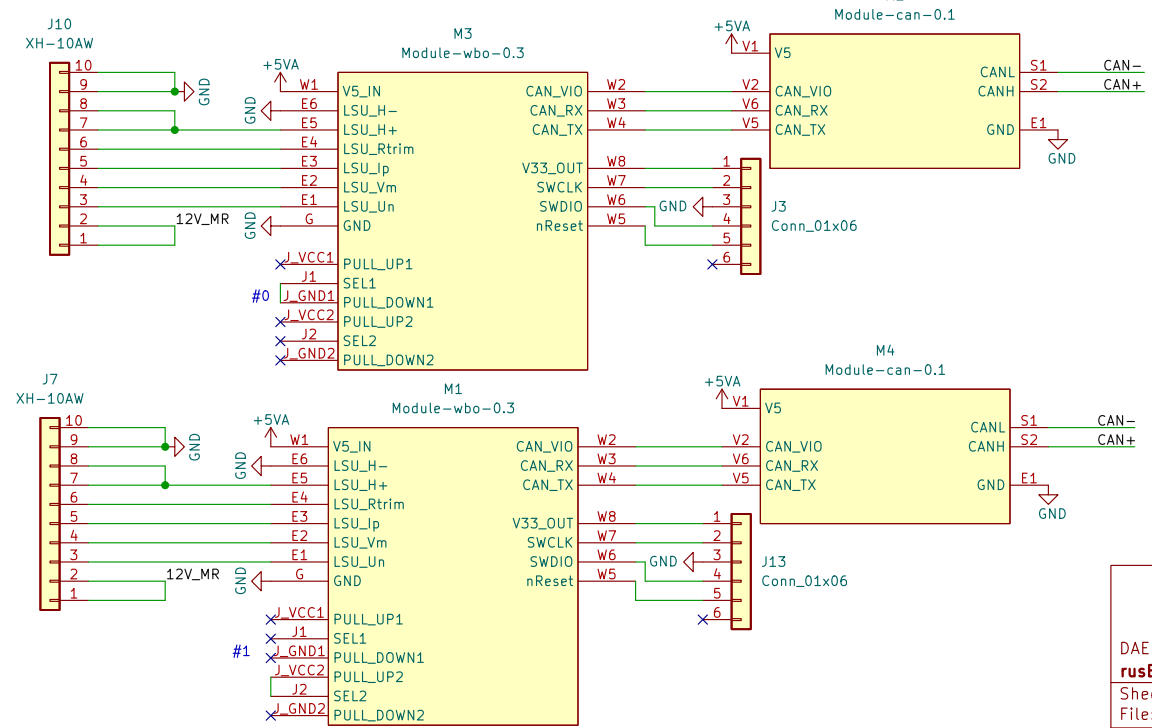 J10
XH-10AW
10
9
8
7
6
5
4
3
2
1
GND
12V_MR
M3
Module-wbo-0.3
+5VA
GND
GND
W1
E6
E5
E4
E3
E2
E1
G
J_VCC1
J1
J_GND1
J_VCC2
J2
J_GND2
#0
V5_IN
LSU_H-
LSU_H+
LSU_Rtrim
LSU_Ip
LSU_Vm
LSU_Un
GND
PULL_UP1
SEL1
PULL_DOWN1
PULL_UP2
SEL2
PULL_DOWN2
CAN_VIO
CAN_RX
CAN_TX
V33_OUT
SWCLK
SWDIO
nReset
W2
W3
W4
W8
W7
W6
W5
Module-can-0.1
+5VA
V1
V2
V6
V5
V5
CAN_VIO
CAN_RX
CAN_TX
CANL
CANH
GND
S1
S2
E1
CAN-
CAN+
GND
GND
1
2
3
4
5
6
J3
Conn_01x06
J7
XH-10AW
10
9
8
7
6
5
4
3
2
1
GND
12V_MR
M1
Module-wbo-0.3
+5VA
GND
GND
W1
E6
E5
E4
E3
E2
E1
G
J_VCC1
J1
J_GND1
J_VCC2
J2
J_GND2
#1
V5_IN
LSU_H-
LSU_H+
LSU_Rtrim
LSU_Ip
LSU_Vm
LSU_Un
GND
PULL_UP1
SEL1
PULL_DOWN1
PULL_UP2
SEL2
PULL_DOWN2
CAN_VIO
CAN_RX
CAN_TX
V33_OUT
SWCLK
SWDIO
nReset
W2
W3
W4
W8
W7
W6
W5
M4
Module-can-0.1
+5VA
V1
V2
V6
V5
V5
CAN_VIO
CAN_RX
CAN_TX
CANL
CANH
GND
S1
S2
E1
CAN-
CAN+
GND
GND
1
2
3
4
5
6
J13
Conn_01x06
DAE